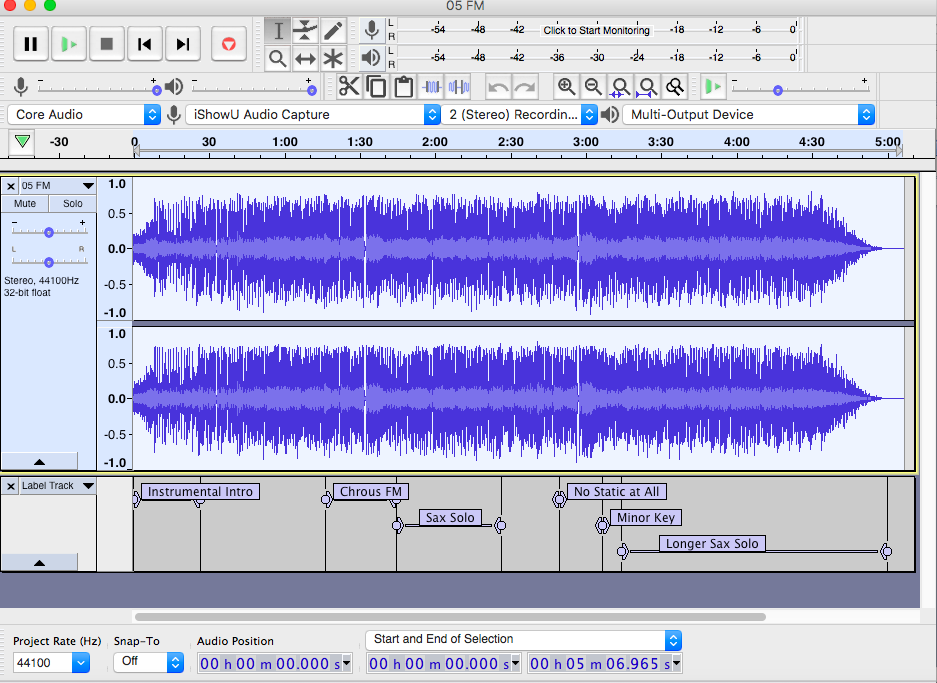 05 FM
L
R
-54 -48 -42 Click to Start Monitoring -18 -12 -6 0
L
R
-54 -48 -42 -36 -30 -24 -18 -12 -6 0
- + - +
- +
Core Audio iShowU Audio Capture 2 (Stereo) Recordin... Multi-Output Device
-30 0 30 1:00 1:30 2:00 2:30 3:00 3:30 4:00 4:30 5:00
05 FM
Mute Solo
- +
L R
Stereo, 44100Hz
32-bit float
1.0
0.5
0.0
-0.5
-1.0
1.0
0.5
0.0
-0.5
-1.0
Label Track
Instrumental Intro Chrous FM No Static at All
Sax Solo Minor Key
Longer Sax Solo
Project Rate (Hz) Snap-To Audio Position Start and End of Selection
44100 Off 00 h 00 m 00.000 s 00 h 00 m 00.000 s 00 h 05 m 06.965 s